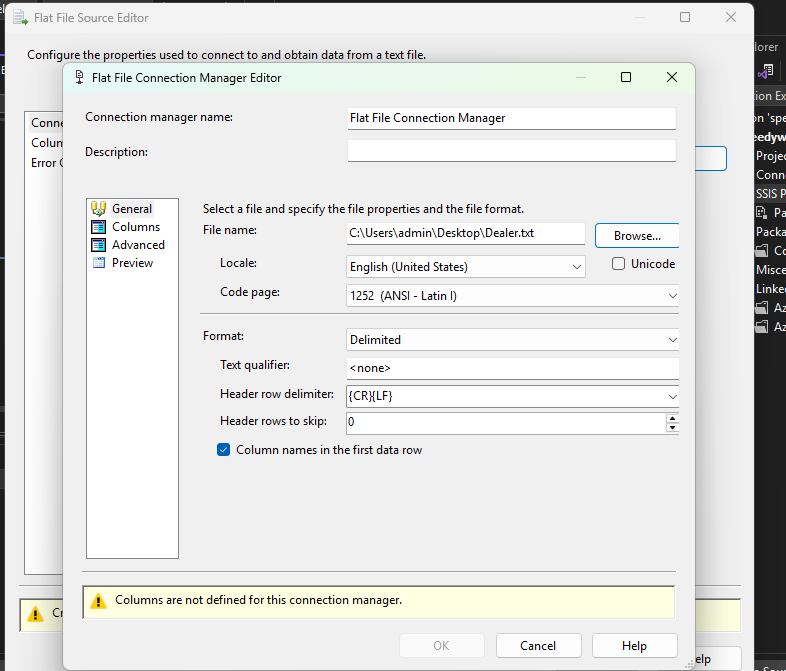 Flat File Source Editor
Configure the properties used to connect to and obtain data from a text file.
Flat File Connection Manager Editor
Connection manager name:
Flat File Connection Manager
Description:
General
Columns
Advanced
Preview
Select a file and specify the file properties and the file format.
File name:
C:\Users\admin\Desktop\Dealer.txt
Browse...
Locale:
English (United States)
Unicode
Code page:
1252 (ANSI - Latin I)
Format:
Delimited
Text qualifier:
<none>
Header row delimiter:
{CR}{LF}
Header rows to skip:
0
Column names in the first data row
Columns are not defined for this connection manager.
OK
Cancel
Help
Conne
Colum
Error
lorer
ion Ex
on 'spe
eedyw
Projec
Conn
SSIS P
Pa
Packa
Co
Misce
Linke
Az
Az
elp